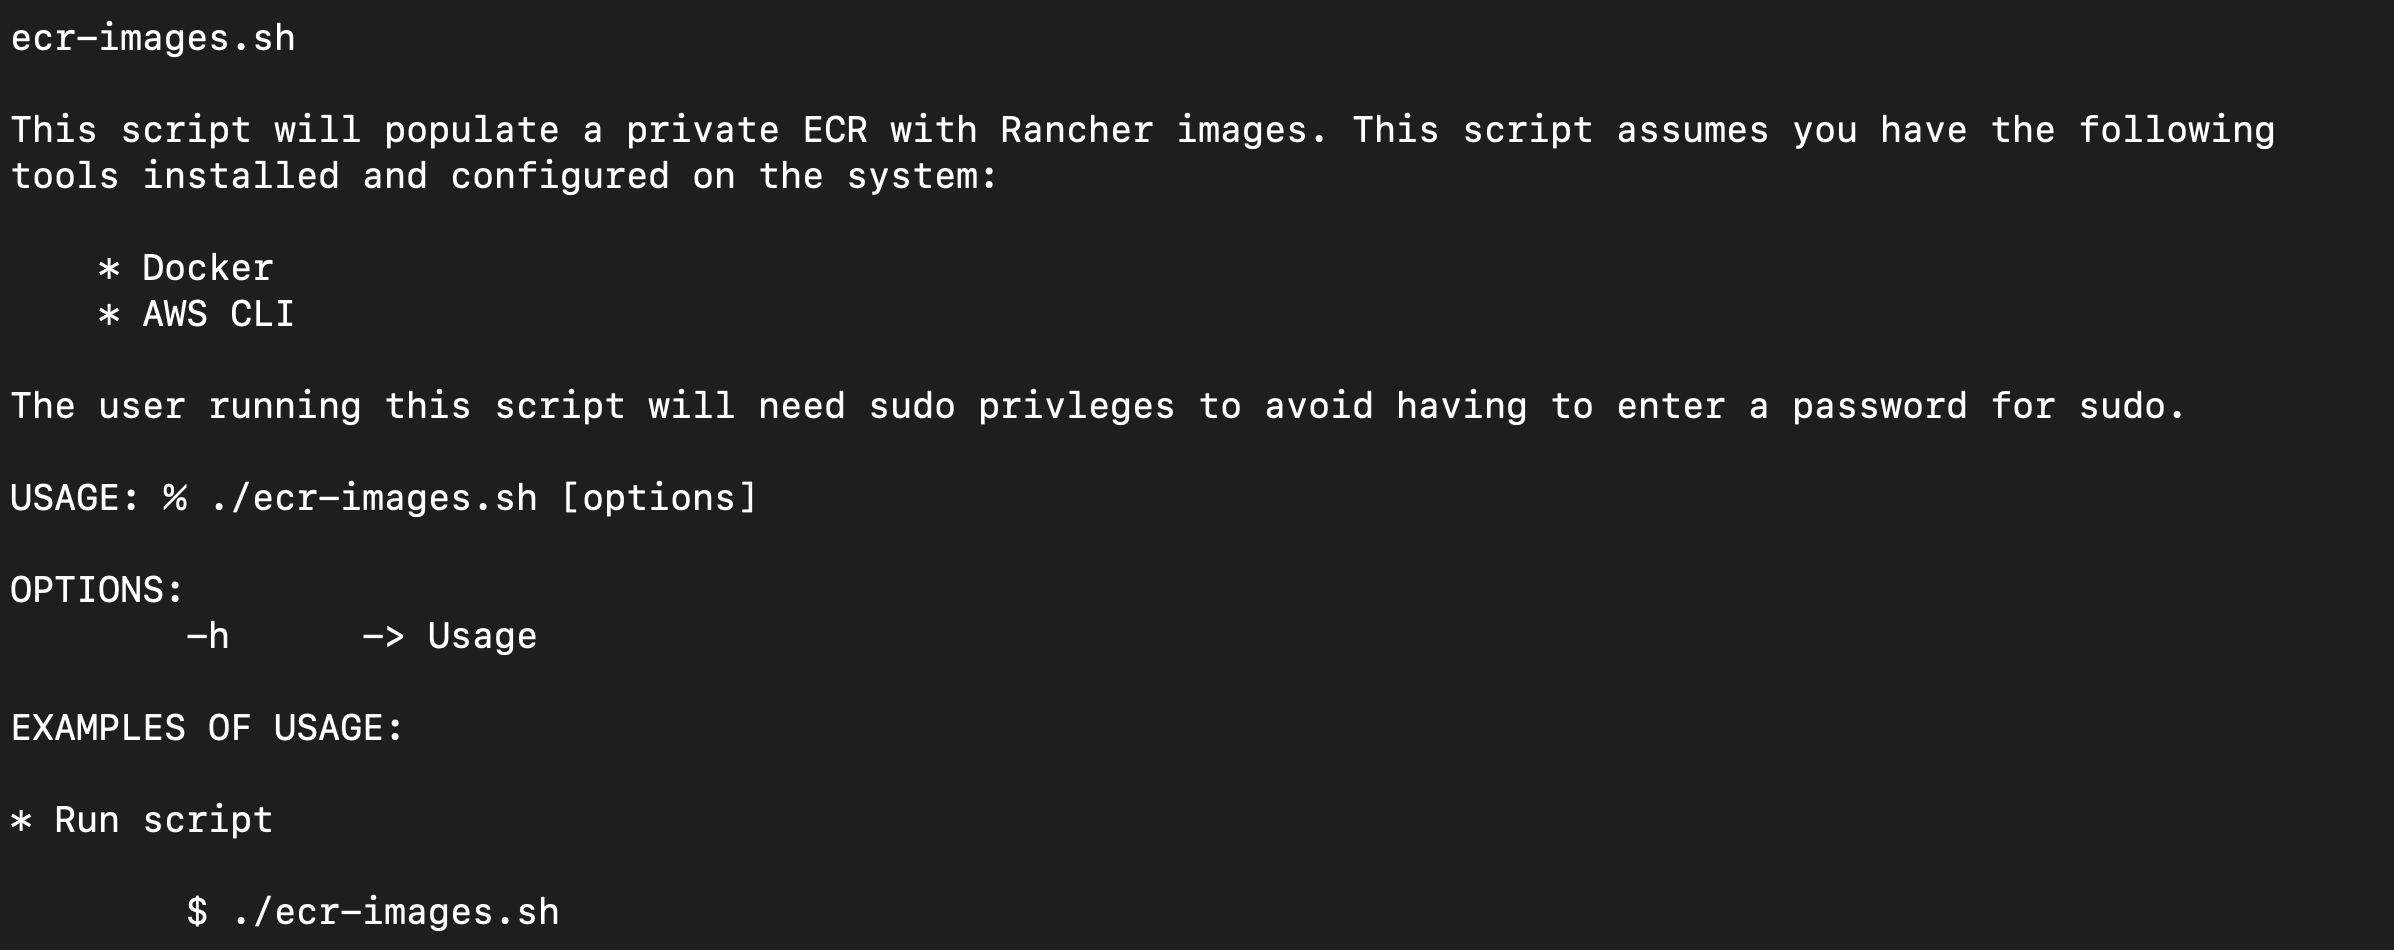 ecr-images.sh
This script will populate a private ECR with Rancher images. This script assumes you have the following
tools installed and configured on the system:
* Docker
* AWS CLI
The user running this script will need sudo privleges to avoid having to enter a password for sudo.
USAGE: % ./ecr-images.sh [options]
OPTIONS:
-h -> Usage
EXAMPLES OF USAGE:
* Run script
$ ./ecr-images.sh